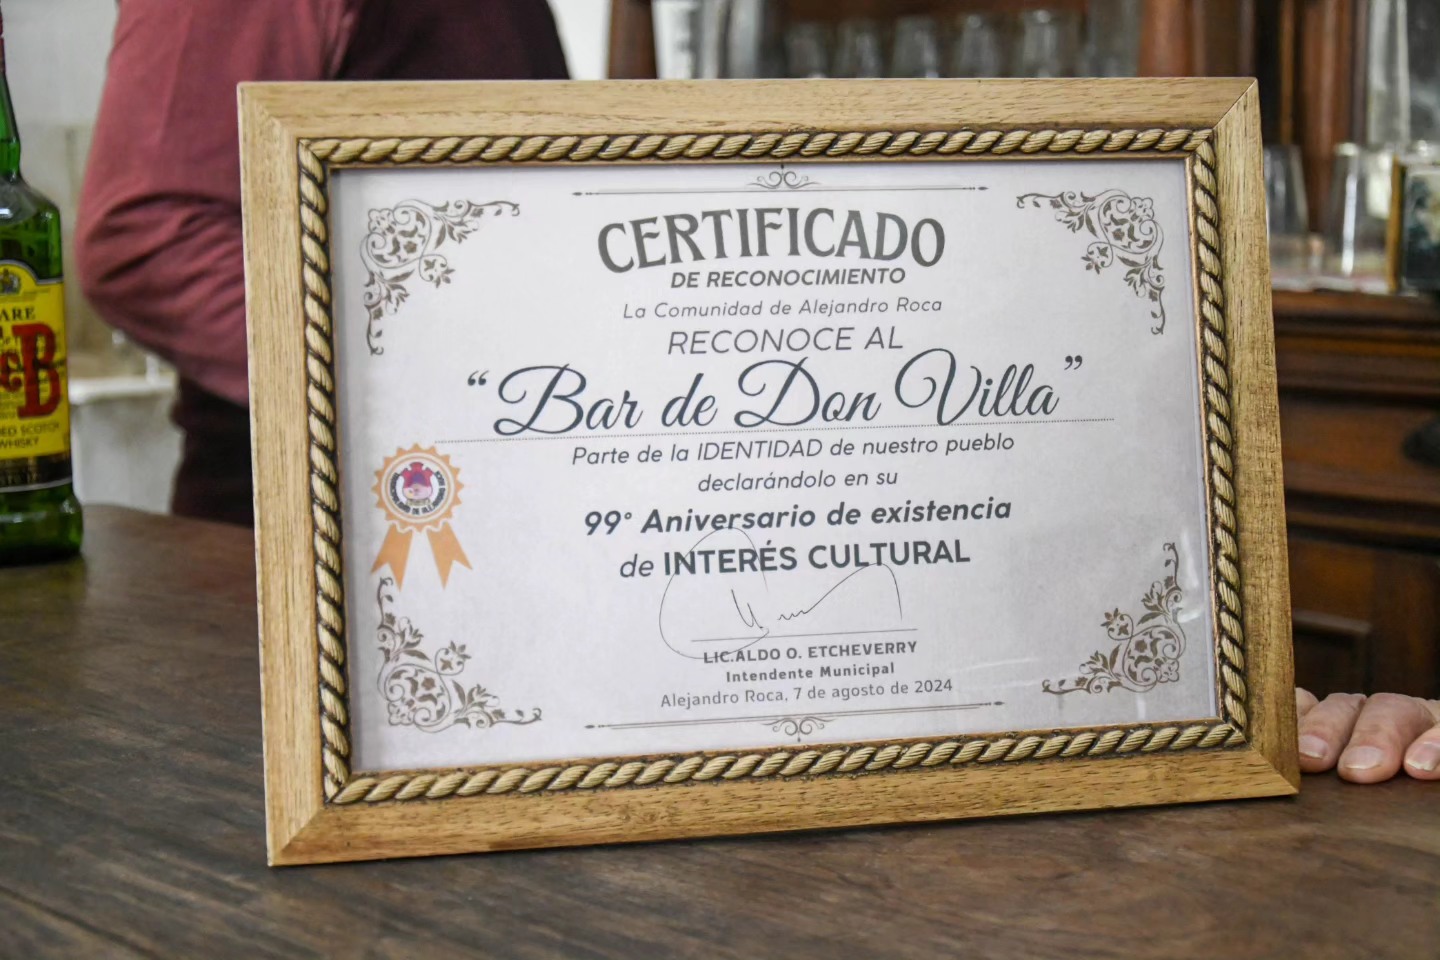 CERTIFICADO
DE RECONOCIMIENTO
La Comunidad de Alejandro Roca
RECONOCE AL
“Bar de Don Villa”
Parte de la IDENTIDAD de nuestro pueblo
declarándolo en su
99° Aniversario de existencia
de INTERÉS CULTURAL
LIC.ALDO O. ETCHEVERRY
Intendente Municipal
Alejandro Roca, 7 de agosto de 2024
B
WHISKY